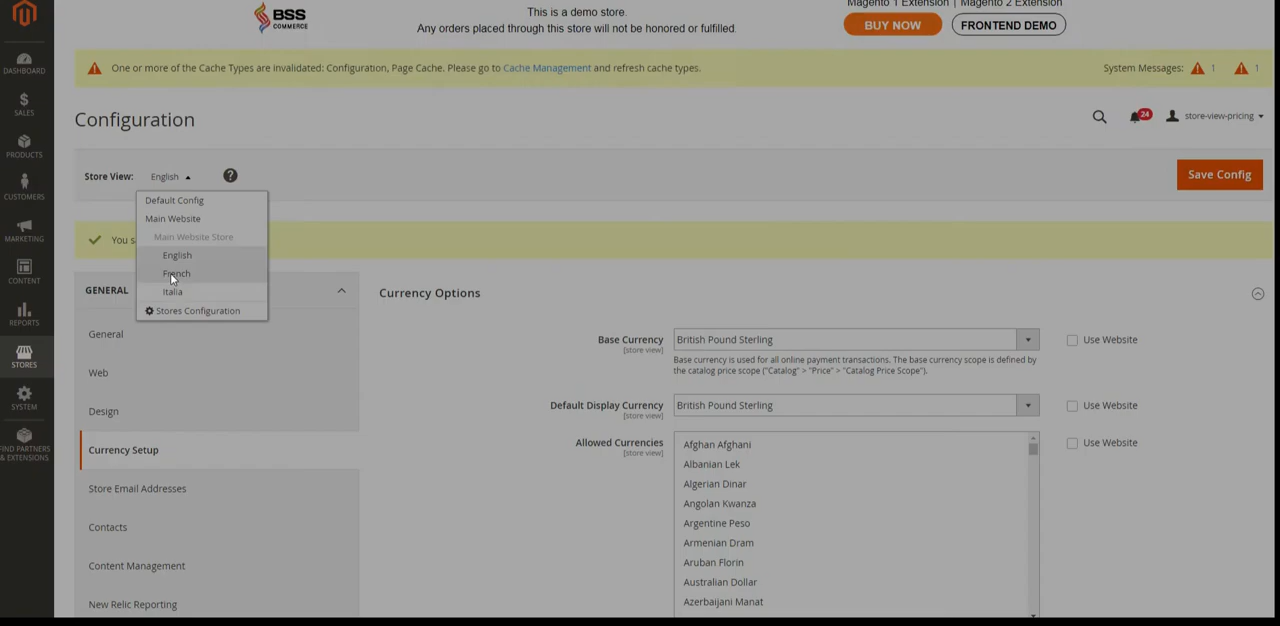 Magento 1 Extension | Magento 2 Extension
BSS
COMMERCE
This is a demo store.
Any orders placed through this store will not be honored or fulfilled.
BUY NOW
FRONTEND DEMO
DASHBOARD
SALES
PRODUCTS
CUSTOMERS
MARKETING
CONTENT
REPORTS
STORES
SYSTEM
FIND PARTNERS
& EXTENSIONS
One or more of the Cache Types are invalidated: Configuration, Page Cache. Please go to Cache Management and refresh cache types.
System Messages: 1 1
Configuration
24
store-view-pricing
Store View: English
?
Save Config
Default Config
Main Website
Main Website Store
English
French
Italia
Stores Configuration
You s
GENERAL
General
Web
Design
Currency Setup
Store Email Addresses
Contacts
Content Management
New Relic Reporting
Currency Options
Base Currency
[store view]
British Pound Sterling
Use Website
Base currency is used for all online payment transactions. The base currency scope is defined by
the catalog price scope ("Catalog" > "Price" > "Catalog Price Scope").
Default Display Currency
[store view]
British Pound Sterling
Use Website
Allowed Currencies
[store view]
Use Website
Afghan Afghani
Albanian Lek
Algerian Dinar
Angolan Kwanza
Argentine Peso
Armenian Dram
Aruban Florin
Australian Dollar
Azerbaijani Manat